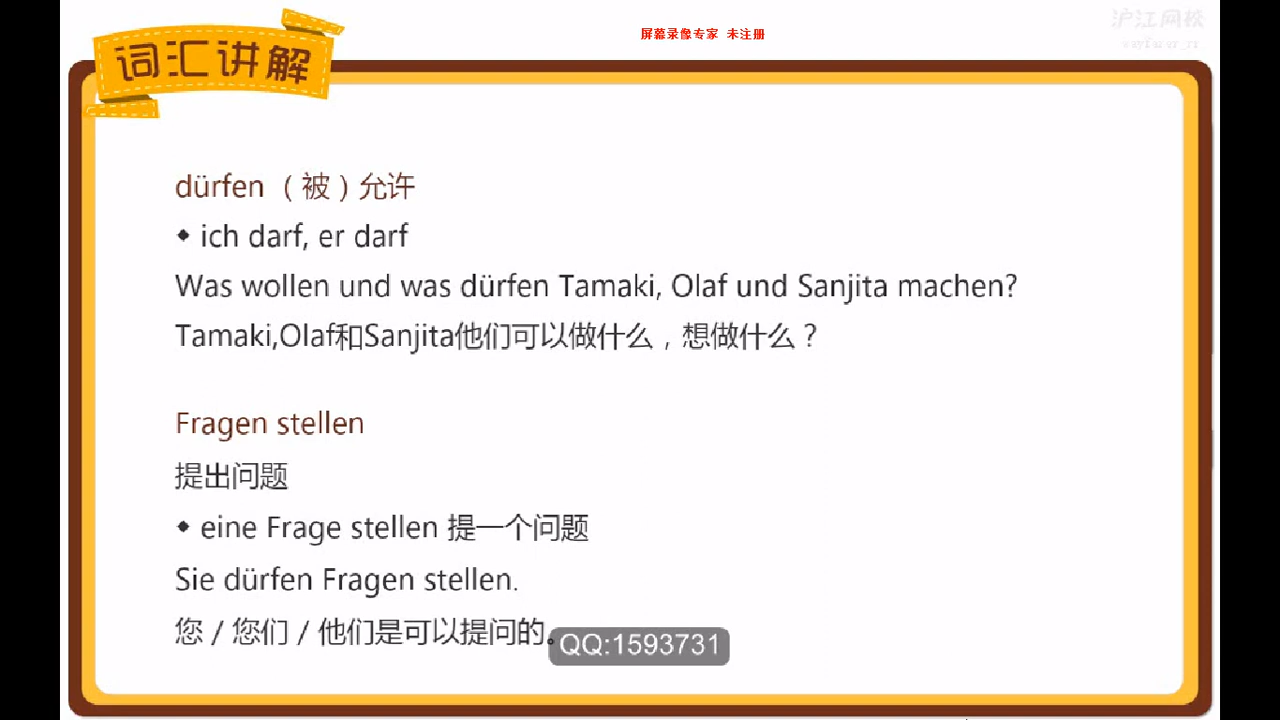 屏幕录像专家 未注册
沪江网校
词汇讲解
dürfen （被）允许
◆ ich darf, er darf
Was wollen und was dürfen Tamaki, Olaf und Sanjita machen?
Tamaki,Olaf和Sanjita他们可以做什么，想做什么？
Fragen stellen
提出问题
◆ eine Frage stellen 提一个问题
Sie dürfen Fragen stellen.
您 / 您们 / 他们是可以提问的。
QQ:1593731